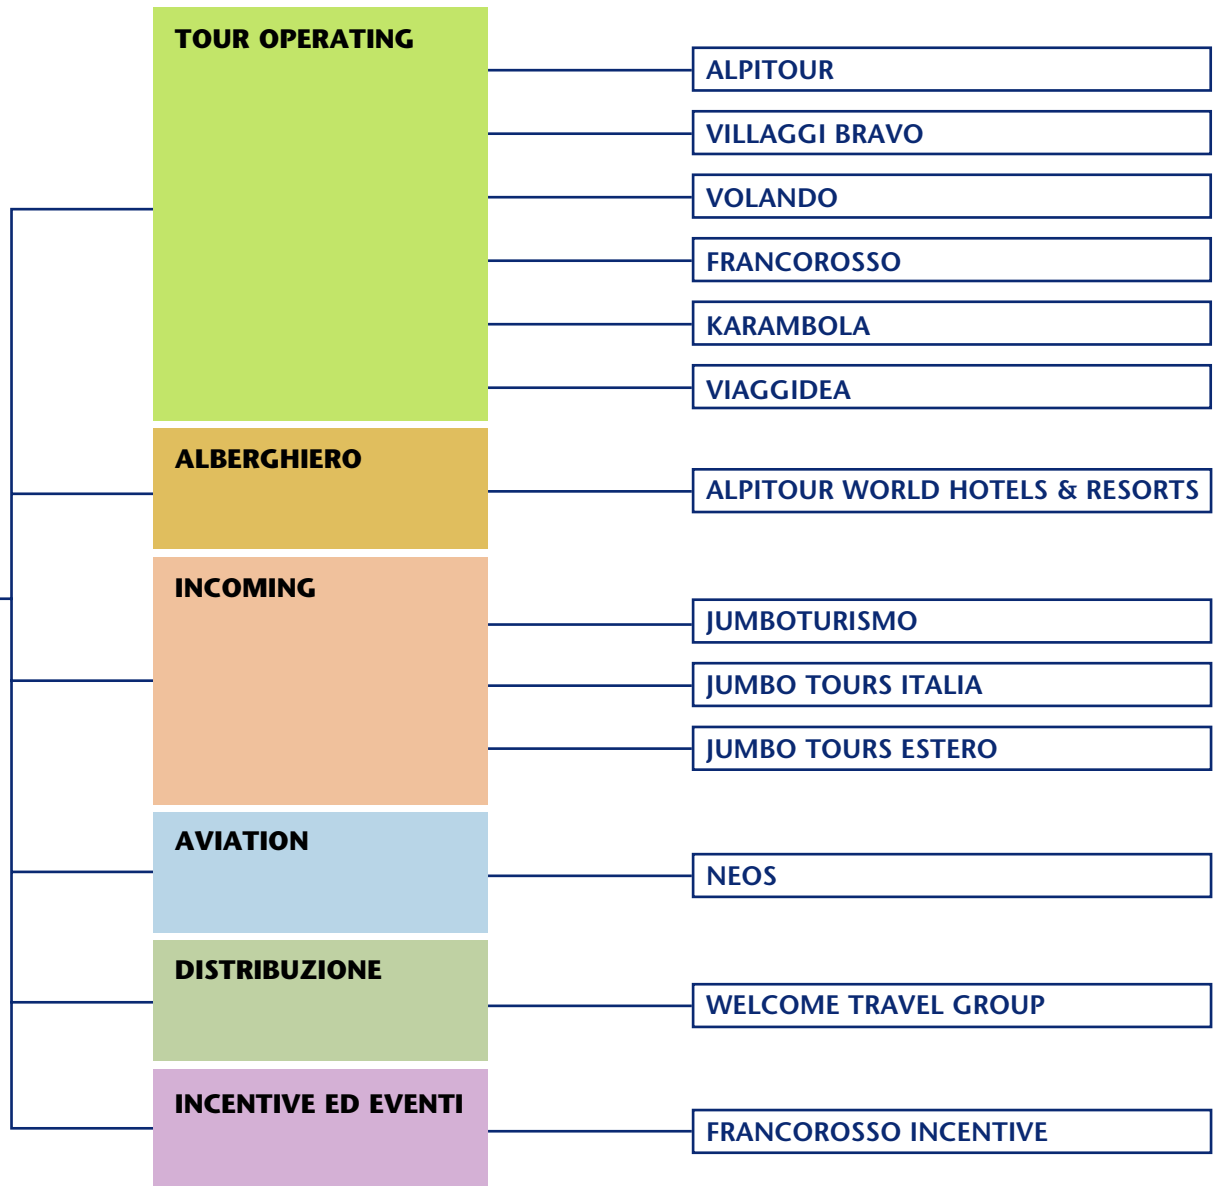 TOUR OPERATING
ALPITOUR
VILLAGGI BRAVO
VOLANDO
FRANCOROSSO
KARAMBOLA
VIAGGIDEA
ALBERGHIERO
ALPITOUR WORLD HOTELS & RESORTS
INCOMING
JUMBOTURISMO
JUMBO TOURS ITALIA
JUMBO TOURS ESTERO
AVIATION
NEOS
DISTRIBUZIONE
WELCOME TRAVEL GROUP
INCENTIVE ED EVENTI
FRANCOROSSO INCENTIVE